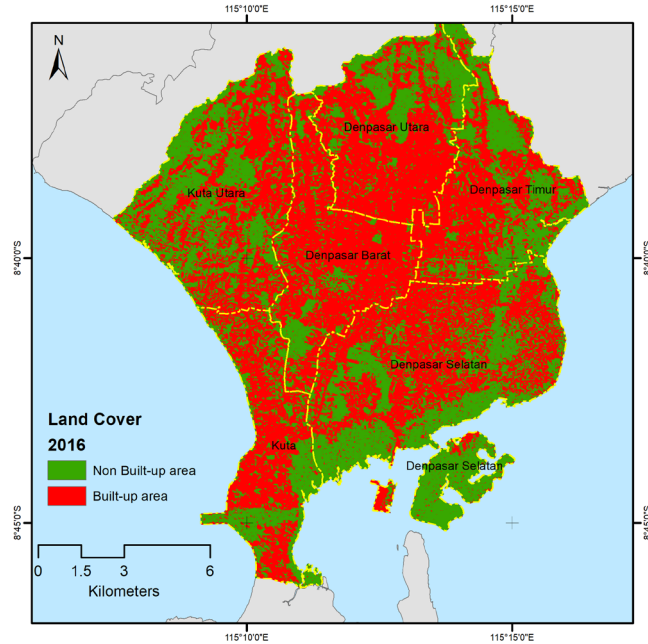 115°10'0"E
115°15'0"E
N
Denpasar Utara
Kuta Utara
Denpasar Timur
8°40'0"S
8°40'0"S
Denpasar Barat
Denpasar Selatan
Land Cover
2016
Non Built-up area
Built-up area
Kuta
Denpasar Selatan
8°45'0"S
8°45'0"S
0 1.5 3 6
Kilometers
115°10'0"E
115°15'0"E